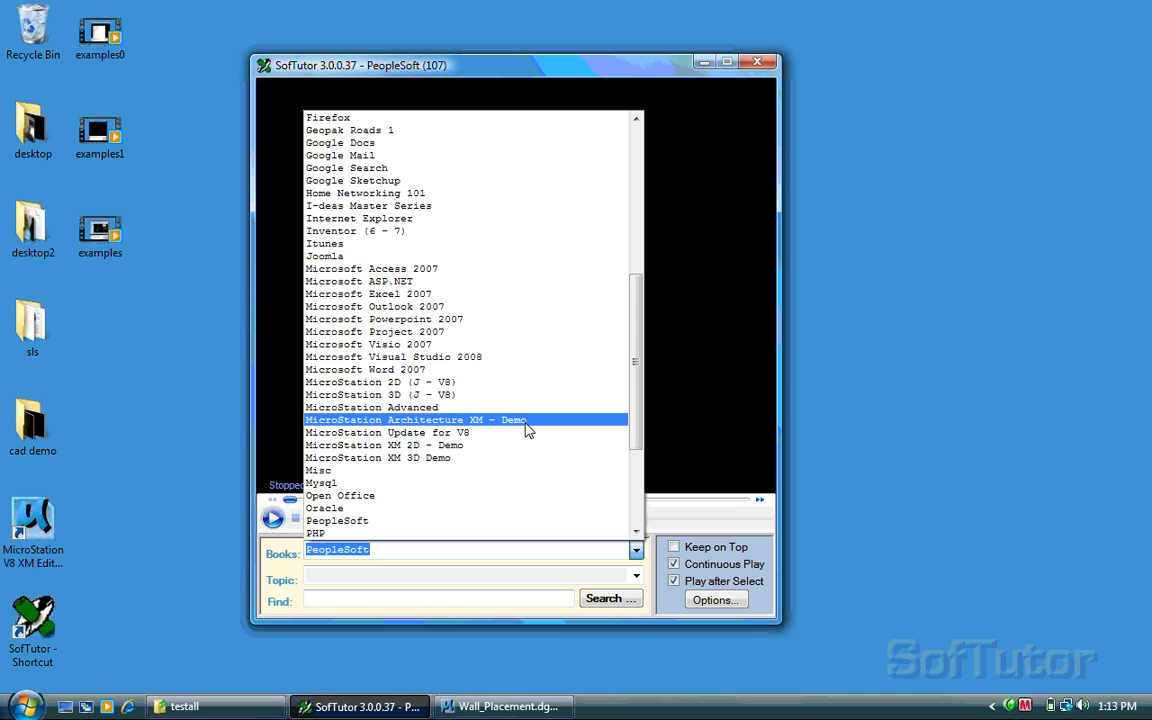 Recycle Bin
examples0
desktop
examples1
desktop2
examples
sls
cad demo
MicroStation
V8 XM Edit...
SofTutor -
Shortcut
SofTutor 3.0.0.37 - PeopleSoft (107)
Firefox
Geopak Roads 1
Google Docs
Google Mail
Google Search
Google Sketchup
Home Networking 101
I-deas Master Series
Internet Explorer
Inventor (6 - 7)
Itunes
Joomla
Microsoft Access 2007
Microsoft ASP.NET
Microsoft Excel 2007
Microsoft Outlook 2007
Microsoft Powerpoint 2007
Microsoft Project 2007
Microsoft Visio 2007
Microsoft Visual Studio 2008
Microsoft Word 2007
MicroStation 2D (J - V8)
MicroStation 3D (J - V8)
MicroStation Advanced
MicroStation Architecture XM - Demo
MicroStation Update for V8
MicroStation XM 2D - Demo
MicroStation XM 3D Demo
Misc
Mysql
Open Office
Oracle
PeopleSoft
PHP
Stopped
Books: PeopleSoft
Topic:
Find:
Search ...
Keep on Top
Continuous Play
Play after Select
Options...
SofTutor
testall
SofTutor 3.0.0.37 - P...
Wall_Placement.dg...
1:13 PM